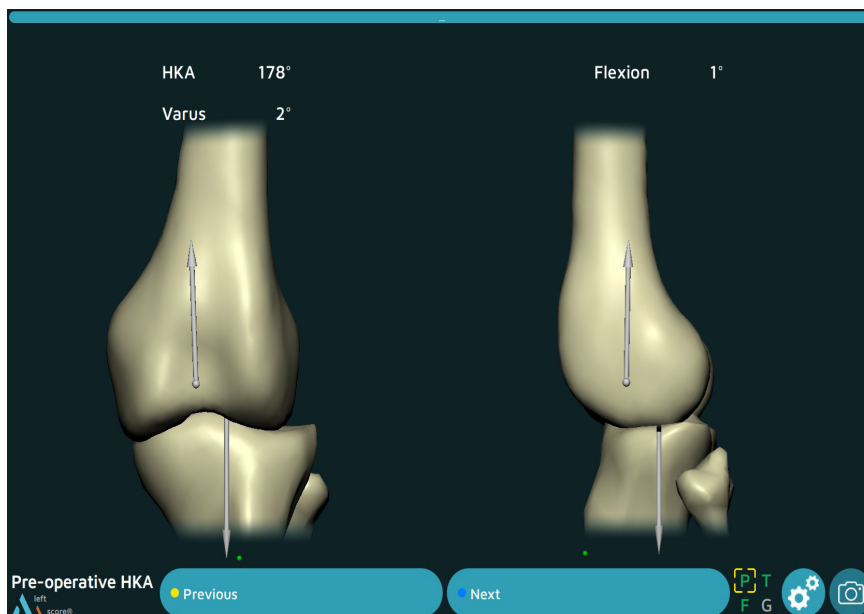 HKA 178°
Varus 2°
Flexion 1°
Pre-operative HKA
left
score®
Previous
Next
P T
F G